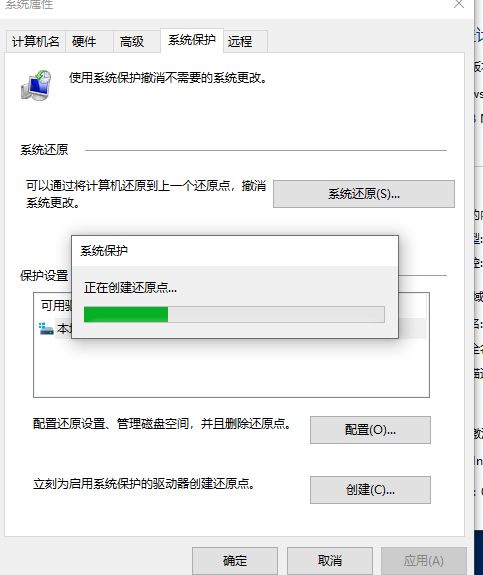 系统属性
计算机名 硬件 高级 系统保护 远程
使用系统保护撤消不需要的系统更改。
系统还原
可以通过将计算机还原到上一个还原点，撤消
系统更改。
系统还原(S)...
系统保护
正在创建还原点...
保护设置
可用驱
本地
配置还原设置、管理磁盘空间，并且删除还原点。
配置(O)...
立刻为启用系统保护的驱动器创建还原点。
创建(C)...
确定 取消 应用(A)